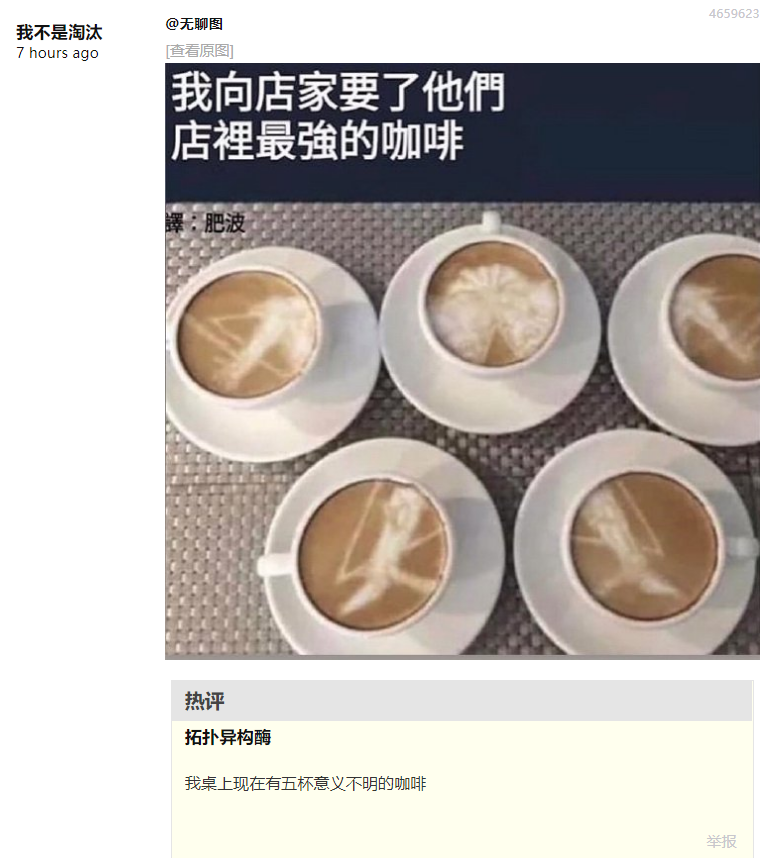 我不是淘汰
7 hours ago
@无聊图
4659623
[查看原图]
我向店家要了他們
店裡最強的咖啡
譯：肥波
热评
拓扑异构酶
我桌上现在有五杯意义不明的咖啡
举报